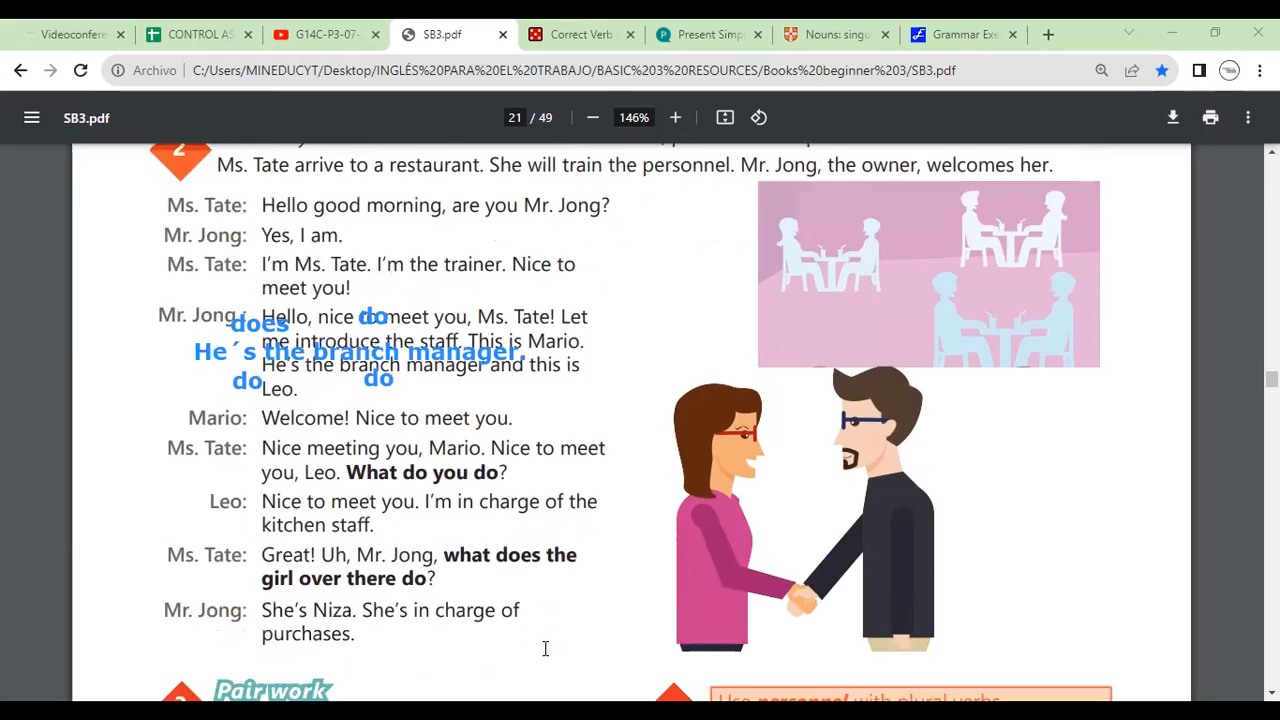 Videoconfere
CONTROL AS
G14C-P3-07-
SB3.pdf
Correct Verb
Present Simpl
Nouns: singu
Grammar Exe
Archivo
C:/Users/MINEDUCYT/Desktop/INGLÉS%20PARA%20EL%20TRABAJO/BASIC%203%20RESOURCES/Books%20beginner%203/SB3.pdf
SB3.pdf
21 / 49
146%
2
Ms. Tate arrive to a restaurant. She will train the personnel. Mr. Jong, the owner, welcomes her.
Ms. Tate: Hello good morning, are you Mr. Jong?
Mr. Jong: Yes, I am.
Ms. Tate: I'm Ms. Tate. I'm the trainer. Nice to
meet you!
Mr. Jong: Hello, nice to meet you, Ms. Tate! Let
does do
me introduce the staff. This is Mario.
He´s the branch manager.
He's the branch manager and this is
do do
Leo.
Mario: Welcome! Nice to meet you.
Ms. Tate: Nice meeting you, Mario. Nice to meet
you, Leo. What do you do?
Leo: Nice to meet you. I'm in charge of the
kitchen staff.
Ms. Tate: Great! Uh, Mr. Jong, what does the
girl over there do?
Mr. Jong: She's Niza. She's in charge of
purchases.
Pair work
Use personnel with plural verbs